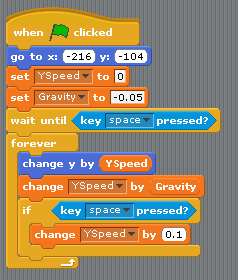 when clicked
go to x: -216 y: -104
set YSpeed to 0
set Gravity to -0.05
wait until key space pressed?
forever
change y by YSpeed
change YSpeed by Gravity
if key space pressed?
change YSpeed by 0.1